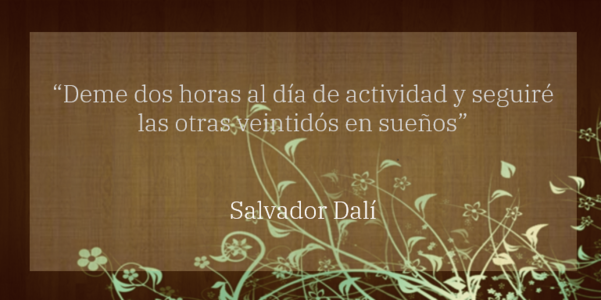 “Deme dos horas al día de actividad y seguiré
las otras veintidós en sueños”
Salvador Dalí